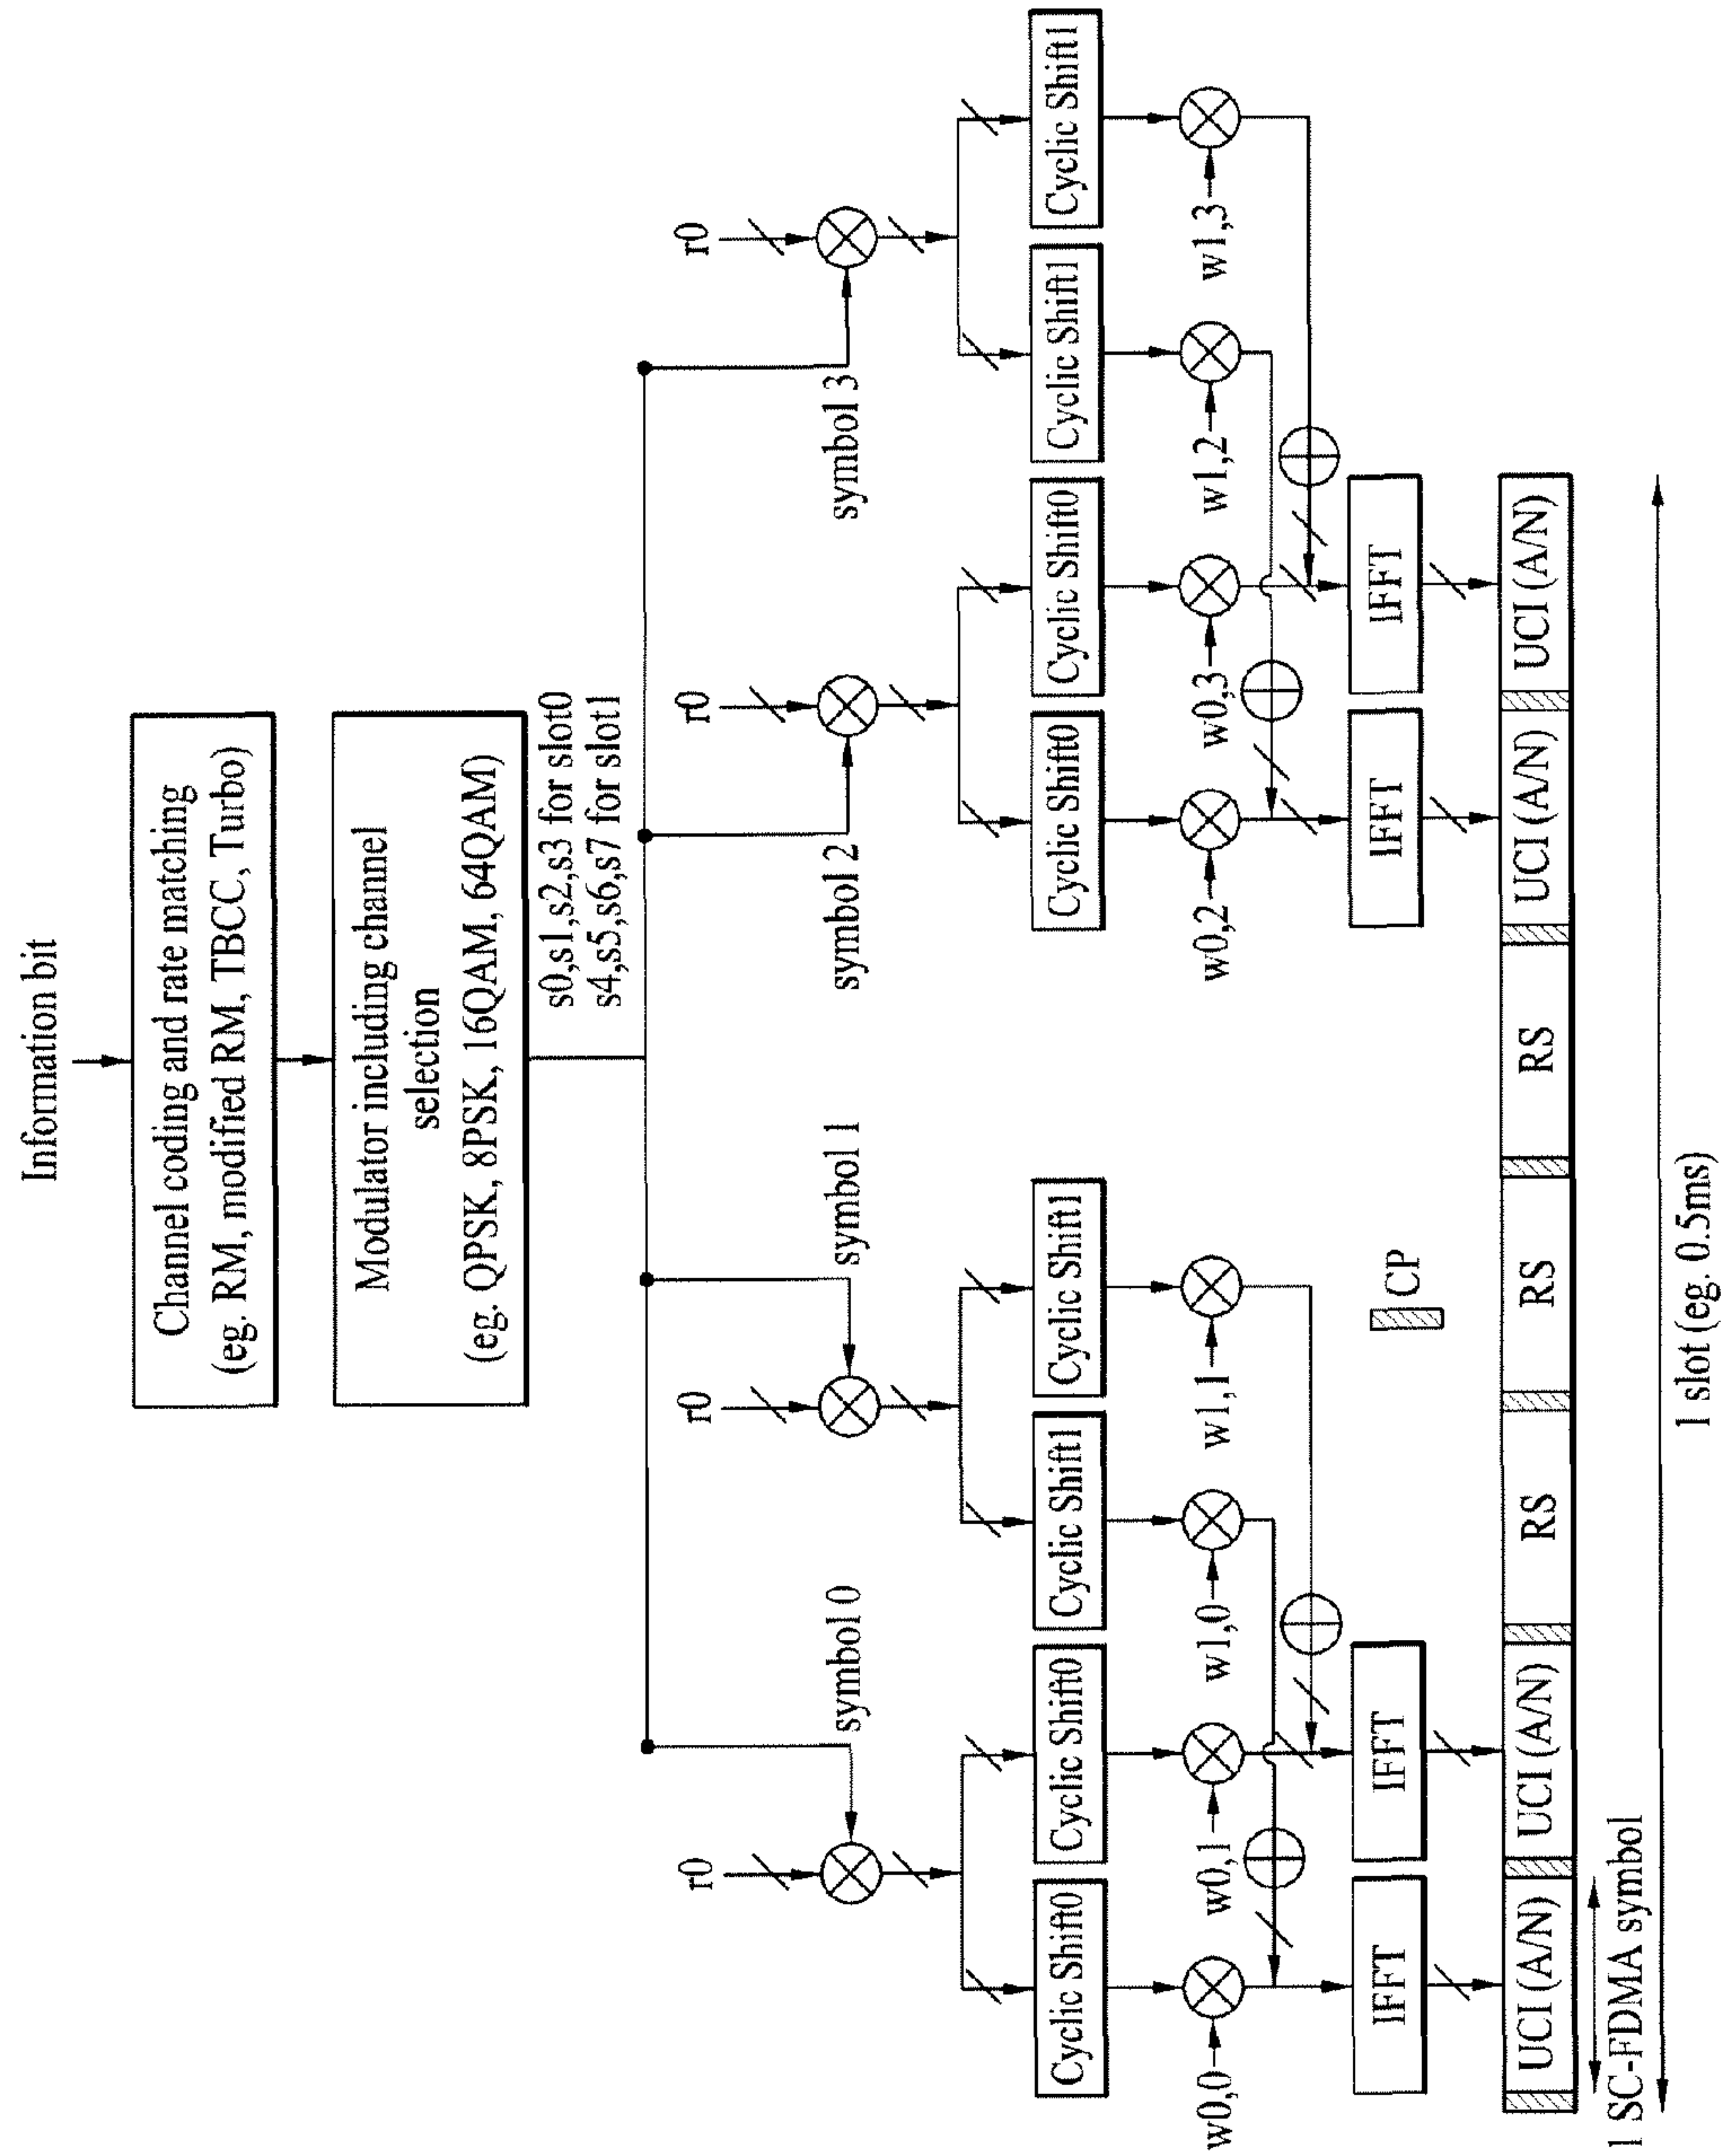 Information bit
Channel coding and rate matching
(eg. RM, modified RM, TBCC, Turbo)
Modulator including channel
selection
(eg. QPSK, 8PSK, 16QAM, 64QAM)
s0,s1,s2,s3 for slot0
s4,s5,s6,s7 for slot1
symbol 0
symbol 1
symbol 2
symbol 3
r0
r0
r0
r0
Cyclic Shift0
Cyclic Shift0
Cyclic Shift1
Cyclic Shift1
Cyclic Shift0
Cyclic Shift0
Cyclic Shift1
Cyclic Shift1
w0,0
w0,1
w1,0
w1,1
w0,2
w0,3
w1,2
w1,3
IFFT
IFFT
IFFT
IFFT
CP
UCI (A/N)
UCI (A/N)
RS
RS
RS
UCI (A/N)
UCI (A/N)
1 SC-FDMA symbol
1 slot (eg. 0.5ms)